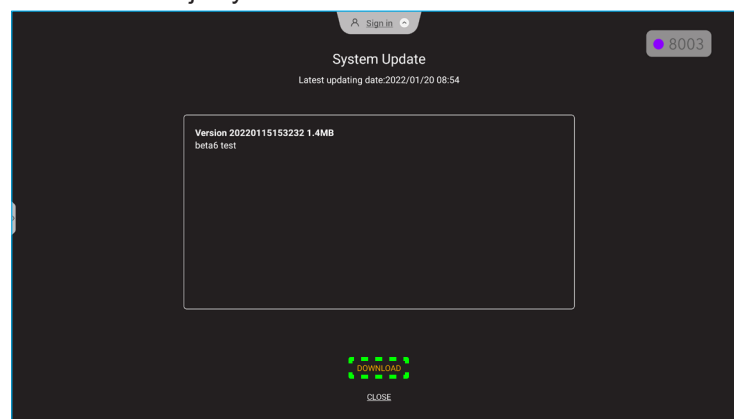 Sign in
8003
System Update
Latest updating date:2022/01/20 08:54
Version 20220115153232 1.4MB
beta6 test
DOWNLOAD
CLOSE